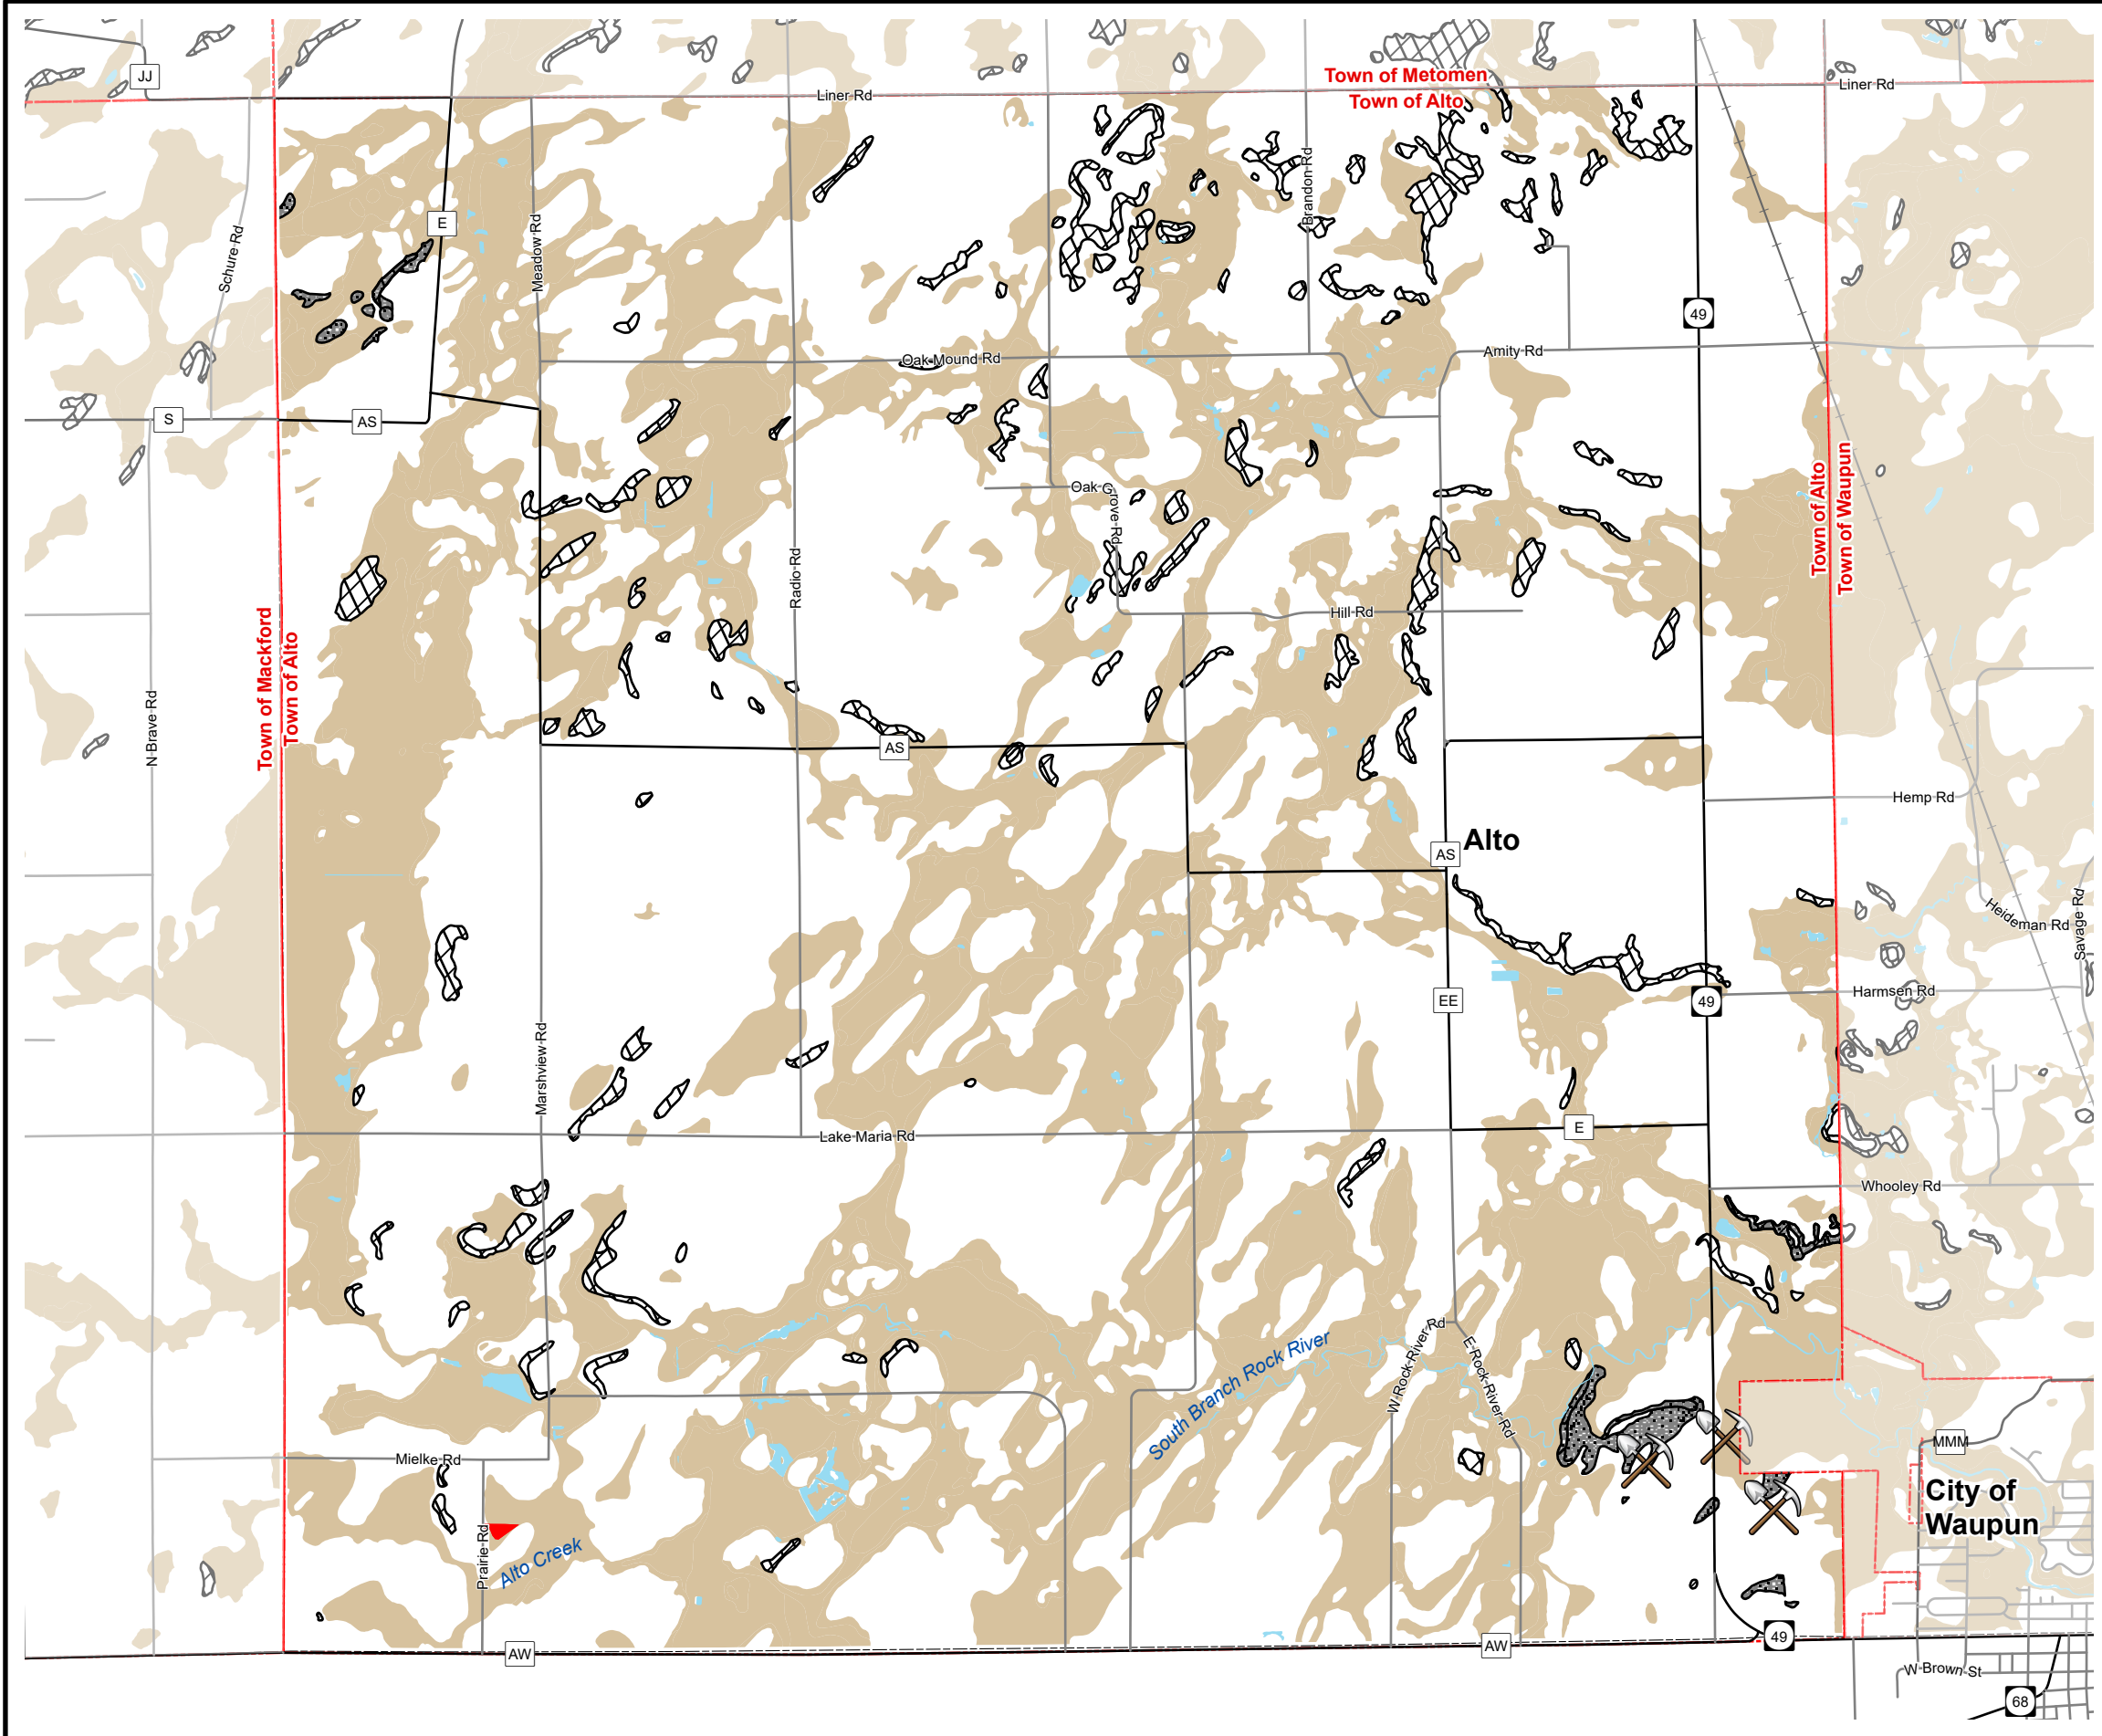 JJ
Liner Rd
Town of Metomen
Town of Alto
Liner Rd
Schure Rd
E
Meadow Rd
Brandon Rd
49
Oak Mound Rd
Amity Rd
S
AS
Oak Grove Rd
Town of Alto
Town of Waupun
Radio Rd
Hill Rd
Town of Mackford
Town of Alto
N Brave Rd
AS
Hemp Rd
AS
Alto
Heideman Rd
Savage Rd
EE
49
Harmsen Rd
Marshview Rd
Lake Maria Rd
E
Whooley Rd
South Branch Rock River
W Rock River Rd
E Rock River Rd
Mielke Rd
MMM
City of
Waupun
Prairie Rd
Alto Creek
AW
AW
49
W Brown St
68